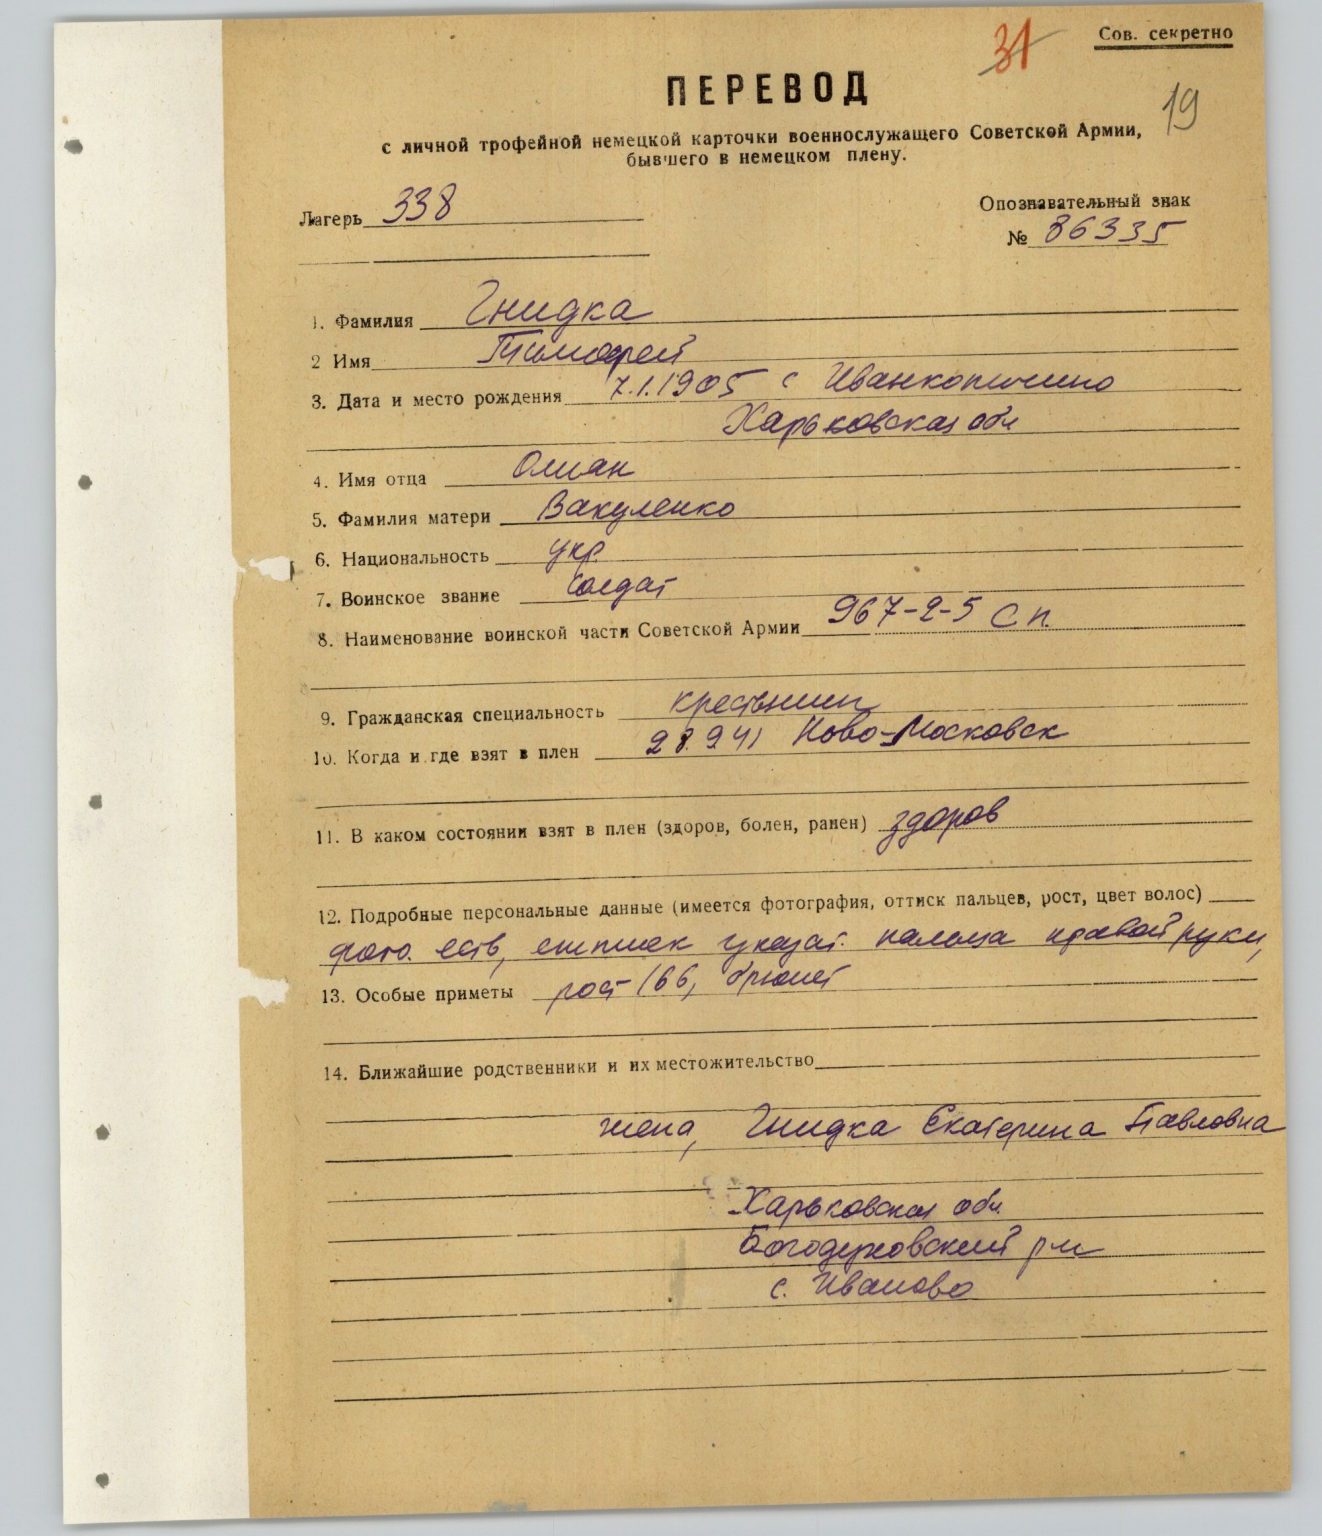 31
Сов. секретно
ПЕРЕВОД
19
с личной трофейной немецкой карточки военнослужащего Советской Армии,
бывшего в немецком плену.
Лагерь 338
Опознавательный знак
№ 86335
1. Фамилия Гнидка
2 Имя Тимофей
3. Дата и место рождения 7.1.1905 с
Харьковская обл
4. Имя отца
5. Фамилия матери Вакуленко
6. Национальность укр.
7. Воинское звание солдат
8. Наименование воинской части Советской Армии 967-2-5 СП.
9. Гражданская специальность
10. Когда и где взят в плен 28.9 41 Ново-Московск
11. В каком состоянии взят в плен (здоров, болен, ранен) здоров
12. Подробные персональные данные (имеется фотография, оттиск пальцев, рост, цвет волос)
фото. есть, указат. пальца правой руки,
13. Особые приметы рост 166, брюнет
14. Ближайшие родственники и их местожительство
жена, Гнидка Екатерина Павловна
Харьковская обл.
Богодуховский р-н
с. Иваново